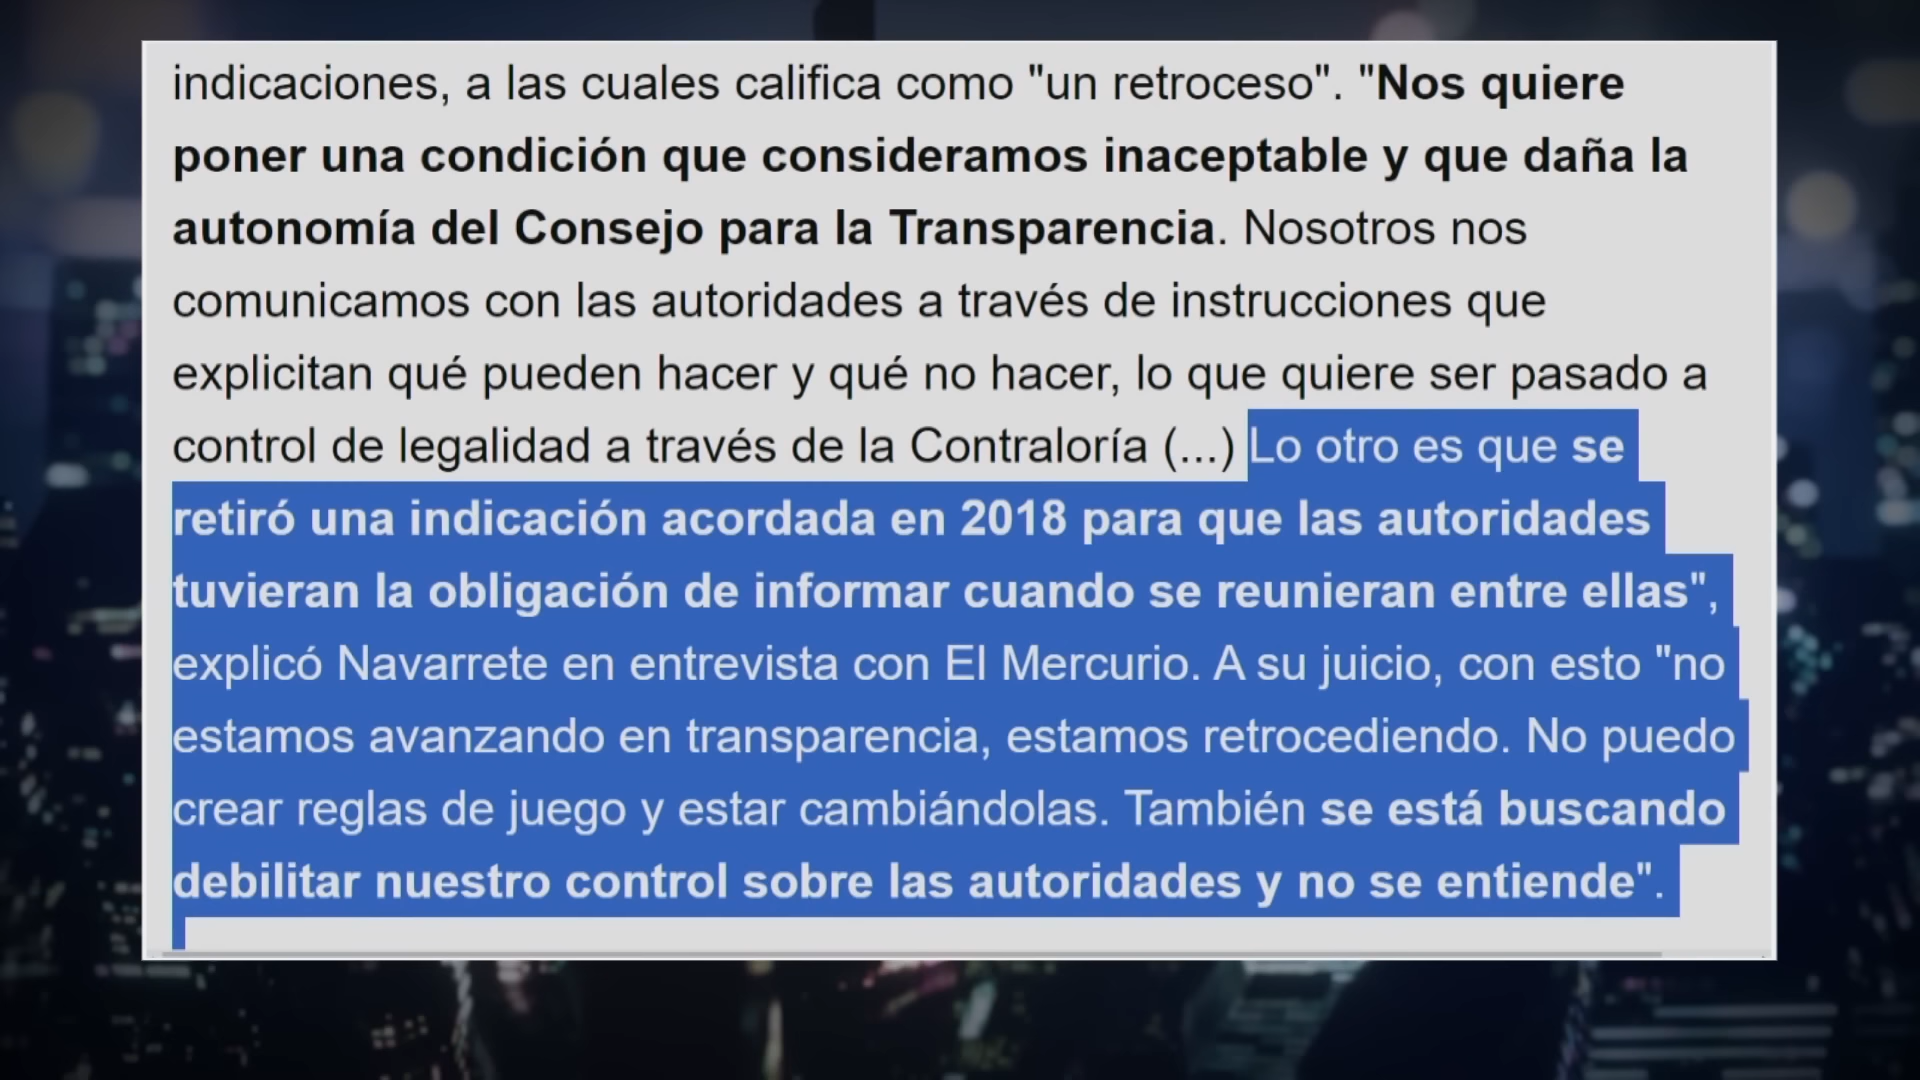 indicaciones, a las cuales califica como "un retroceso". "Nos quiere
poner una condición que consideramos inaceptable y que daña la
autonomía del Consejo para la Transparencia. Nosotros nos
comunicamos con las autoridades a través de instrucciones que
explicitan qué pueden hacer y qué no hacer, lo que quiere ser pasado a
control de legalidad a través de la Contraloría (...) Lo otro es que se
retiró una indicación acordada en 2018 para que las autoridades
tuvieran la obligación de informar cuando se reunieran entre ellas",
explicó Navarrete en entrevista con El Mercurio. A su juicio, con esto "no
estamos avanzando en transparencia, estamos retrocediendo. No puedo
crear reglas de juego y estar cambiándolas. También se está buscando
debilitar nuestro control sobre las autoridades y no se entiende".